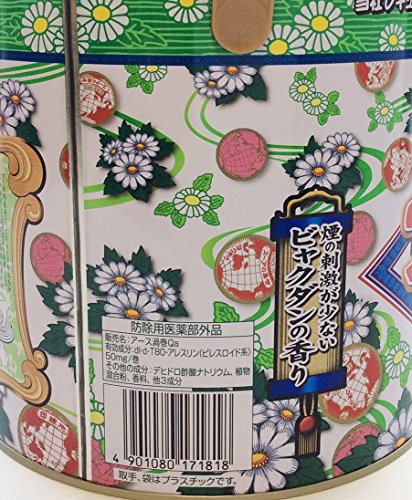 煙の刺激が少ない
ビャクダンの香り
防除用医薬部外品
販売名:アース渦巻Qa
有効成分:dl・d-T80-アレスリン(ピレスロイド系)
50mg/巻
その他の成分:デヒドロ酢酸ナトリウム、植物
混合粉、香料、他3成分
4 901080 171818
取手、袋はプラスチックです。